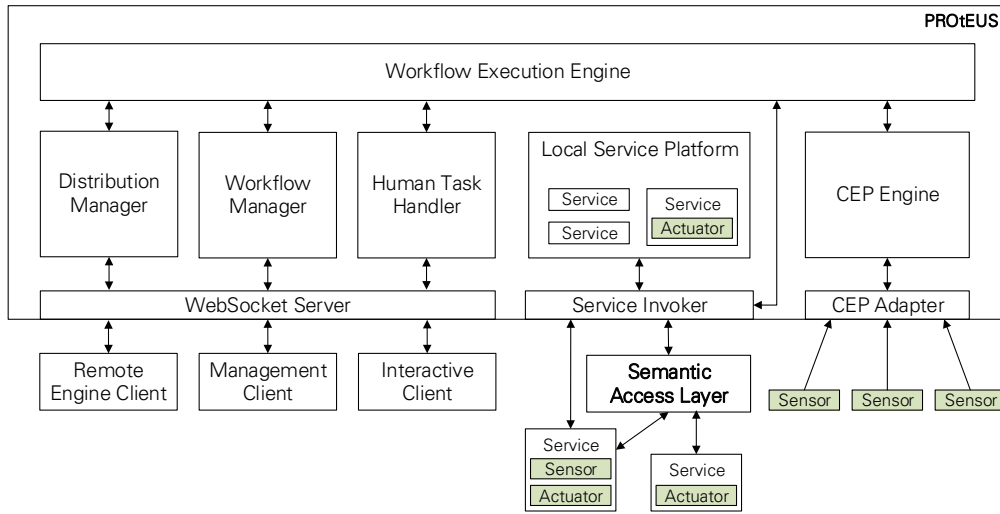 PROtEUS
Workflow Execution Engine
Distribution
Manager
Workflow
Manager
Human Task
Handler
Local Service Platform
Service
Service
Service
Actuator
CEP Engine
WebSocket Server
Service Invoker
CEP Adapter
Remote
Engine Client
Management
Client
Interactive
Client
Semantic
Access Layer
Sensor
Sensor
Sensor
Service
Sensor
Actuator
Service
Actuator